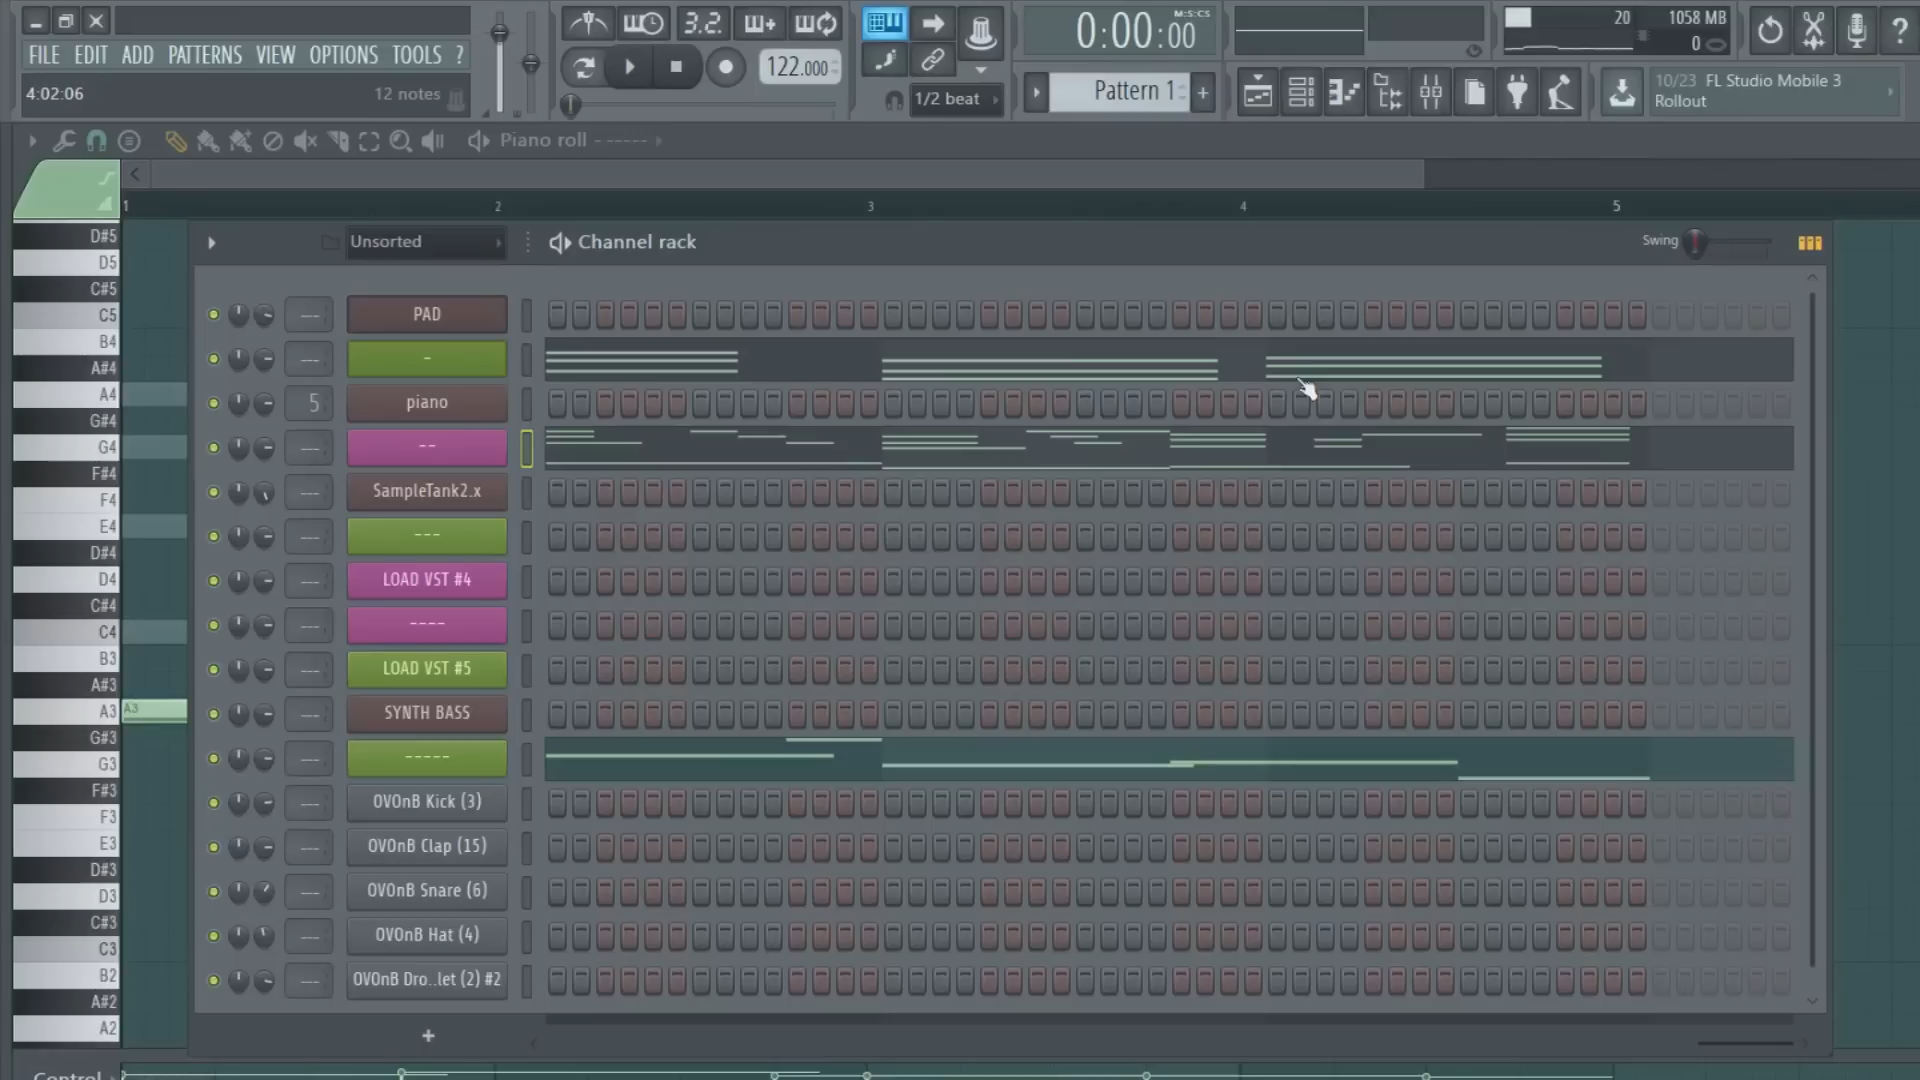 FILE EDIT ADD PATTERNS VIEW OPTIONS TOOLS ?
4:02:06 12 notes
3.2.
122.000
0:00:00 M:S:CS
1/2 beat
Pattern 1
+
20 1058 MB
0
?
10/23 FL Studio Mobile 3
Rollout
Piano roll - -----
1 2 3 4 5
Unsorted
Channel rack
Swing
PAD
-
5 piano
--
SampleTank2.x
---
LOAD VST #4
----
LOAD VST #5
SYNTH BASS
-----
OVOnB Kick (3)
OVOnB Clap (15)
OVOnB Snare (6)
OVOnB Hat (4)
OVOnB Dro..let (2) #2
+
D#5
D5
C#5
C5
B4
A#4
A4
G#4
G4
F#4
F4
E4
D#4
D4
C#4
C4
B3
A#3
A3 A3
G#3
G3
F#3
F3
E3
D#3
D3
C#3
C3
B2
A#2
A2
Control